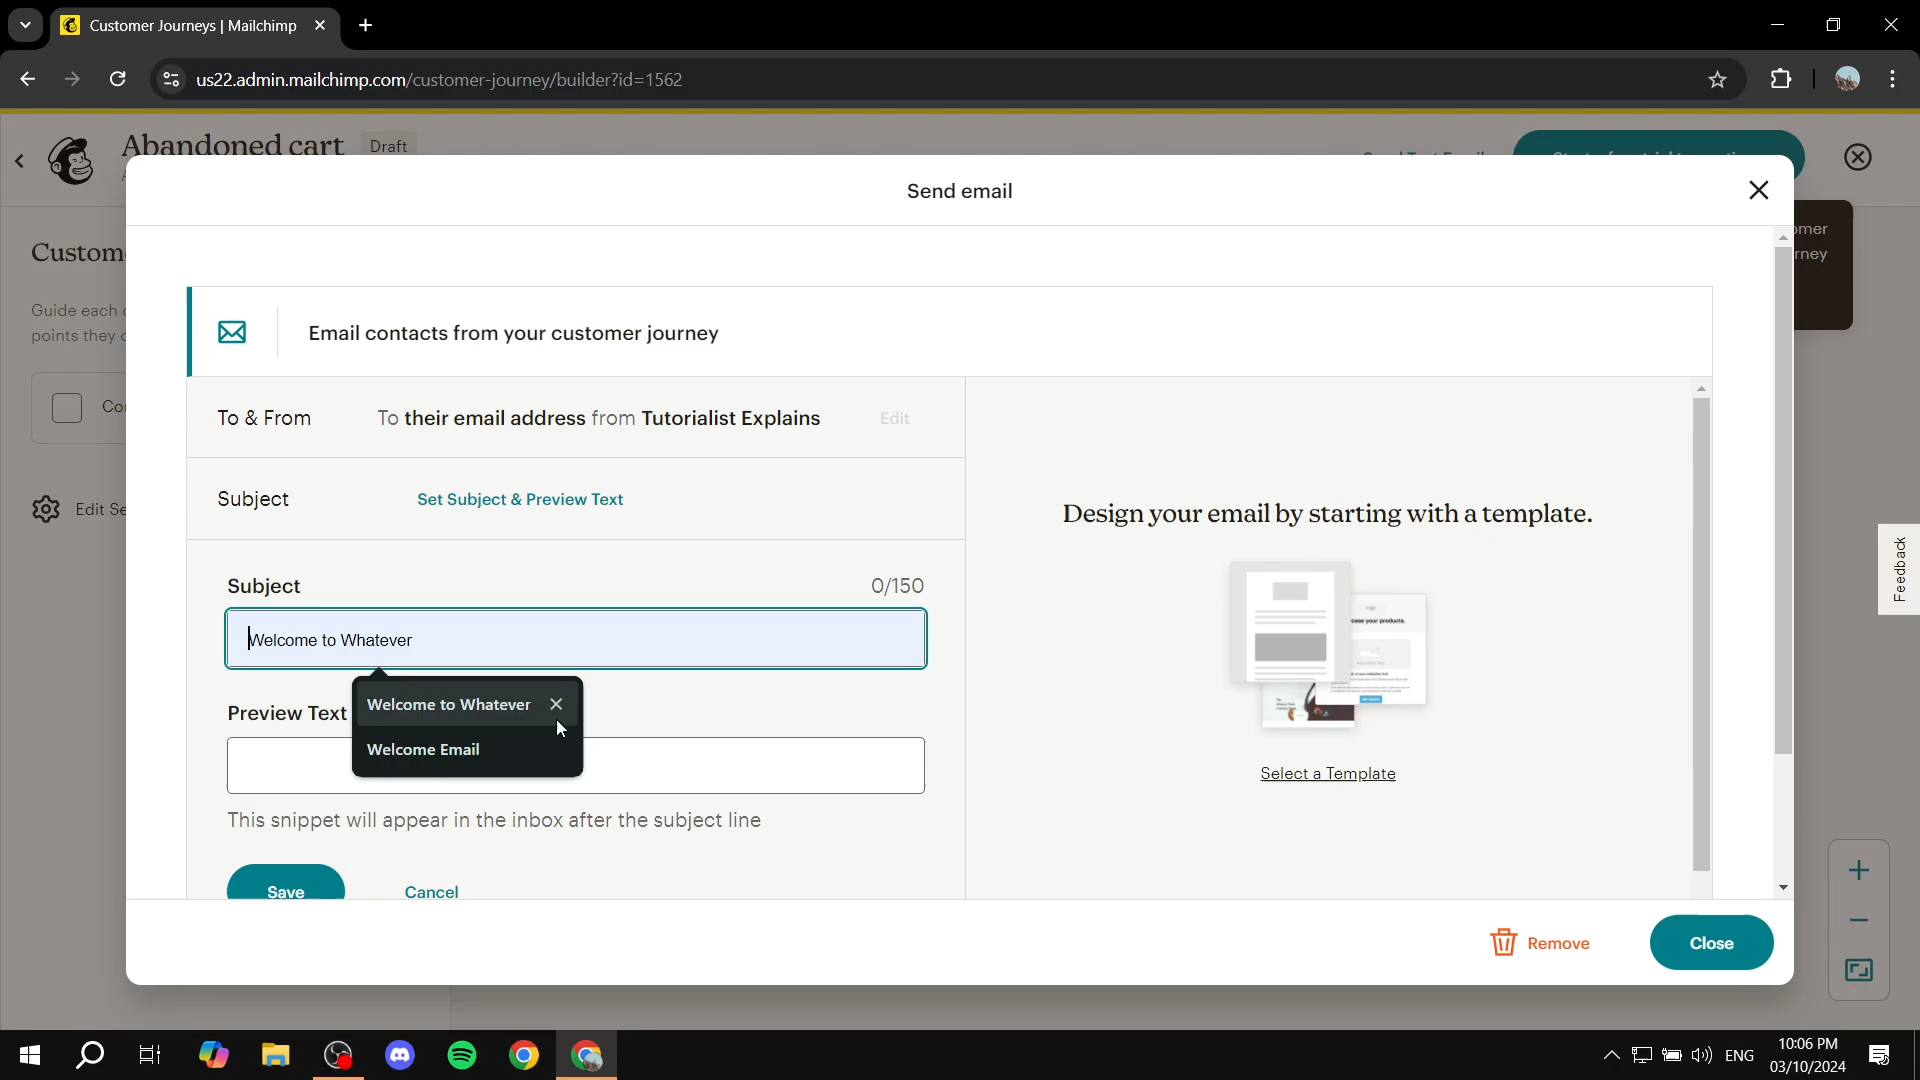 Customer Journeys | Mailchimp
us22.admin.mailchimp.com/customer-journey/builder?id=1562
Abandoned cart
Draft
Send email
Custom
Guide each
points they
Edit Se
omer
rney
Email contacts from your customer journey
To & From
To their email address from Tutorialist Explains
Edit
Subject
Set Subject & Preview Text
Subject
0/150
Welcome to Whatever
Welcome to Whatever
Welcome Email
Preview Text
This snippet will appear in the inbox after the subject line
Save
Cancel
Design your email by starting with a template.
Select a Template
Feedback
Remove
Close
ENG
10:06 PM
03/10/2024